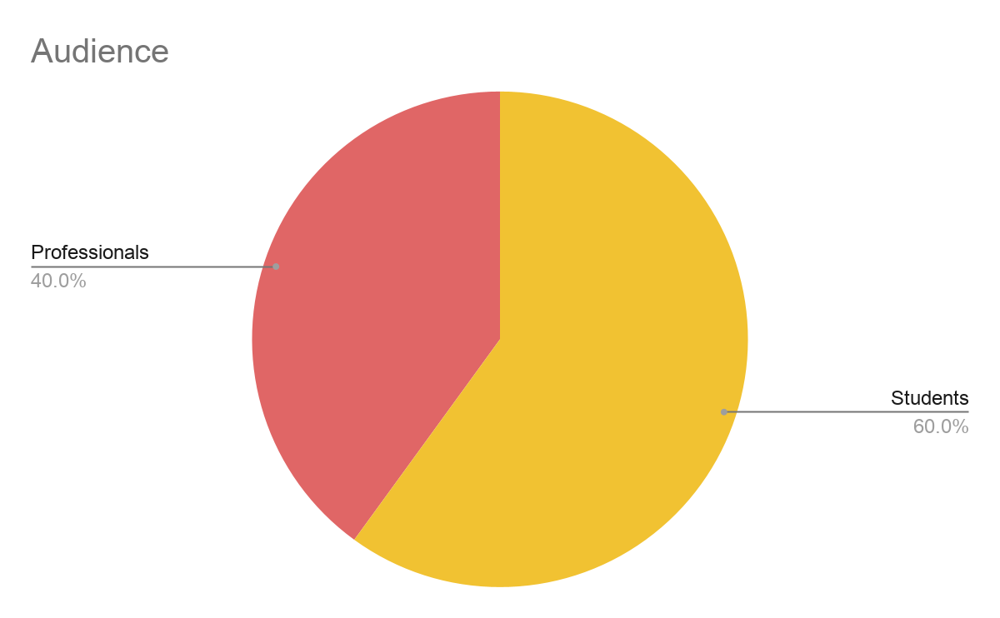 Audience
Professionals
40.0%
Students
60.0%